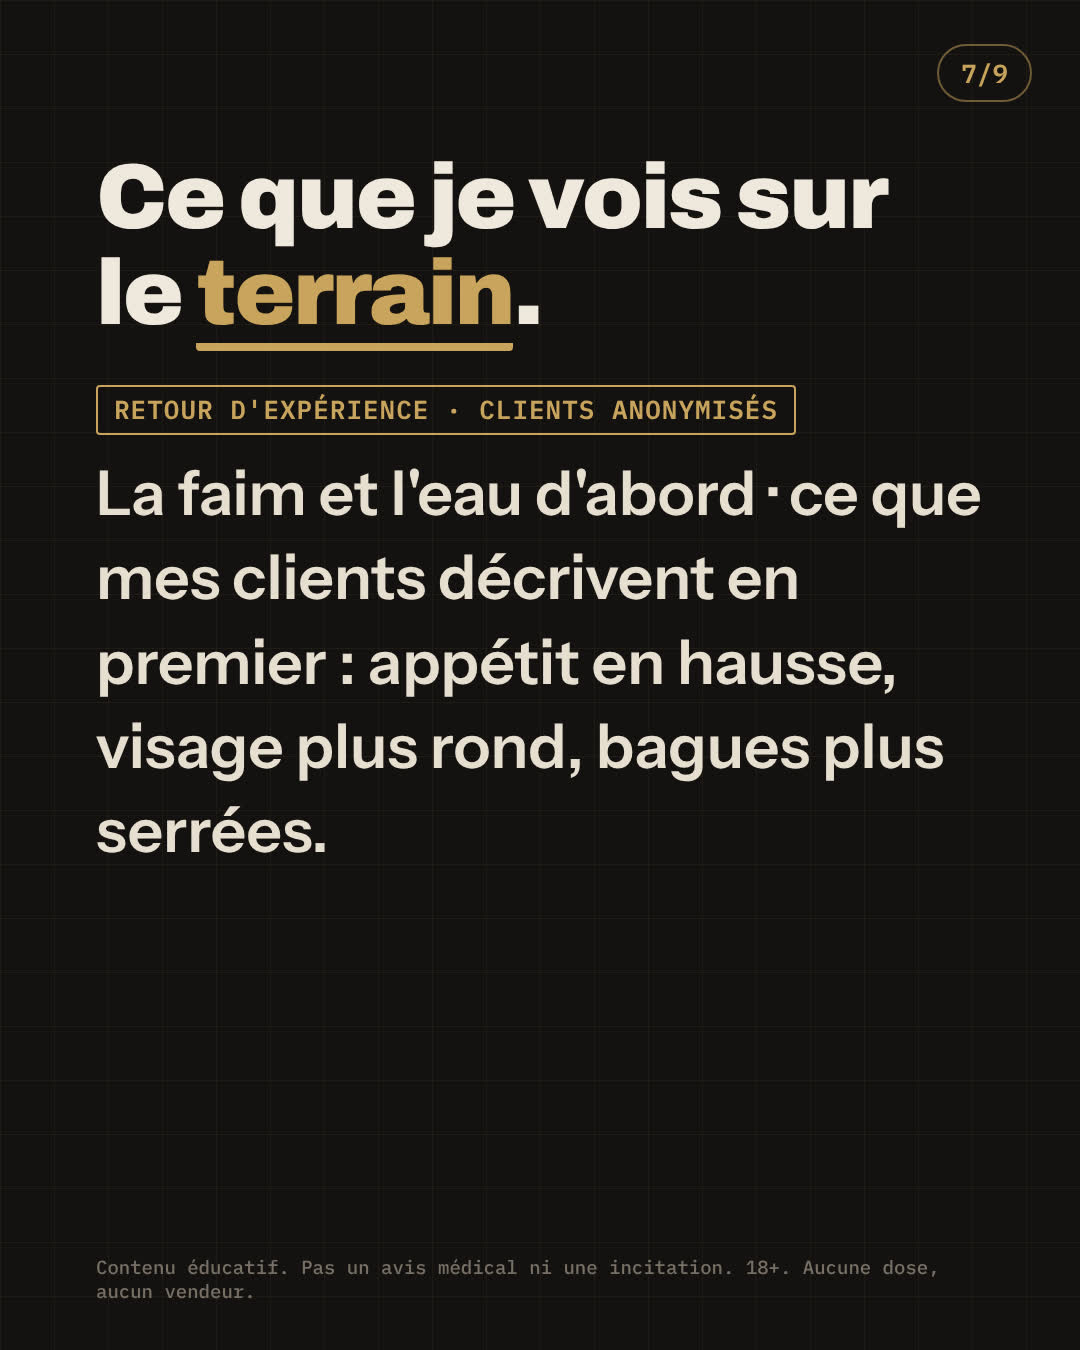 7/9
Ce que je vois sur
le terrain.
RETOUR D'EXPÉRIENCE · CLIENTS ANONYMISÉS
La faim et l'eau d'abord · ce que
mes clients décrivent en
premier : appétit en hausse,
visage plus rond, bagues plus
serrées.
Contenu éducatif. Pas un avis médical ni une incitation. 18+. Aucune dose,
aucun vendeur.